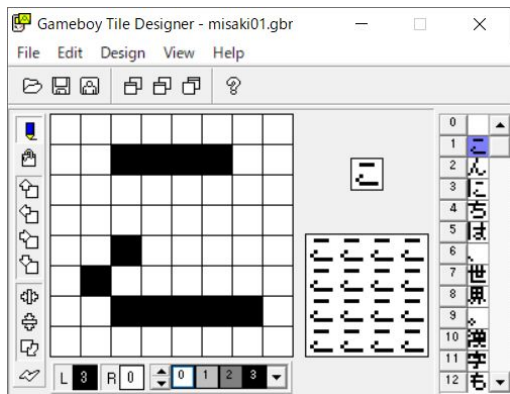 Gameboy Tile Designer - misaki01.gbr
File Edit Design View Help
こ
0
1 こ
2 ん
3 に
4 ち
5 は
6 、
7 世
8 界
9 。
10 漢
11 字
12 も
L 3 R 0 0 1 2 3